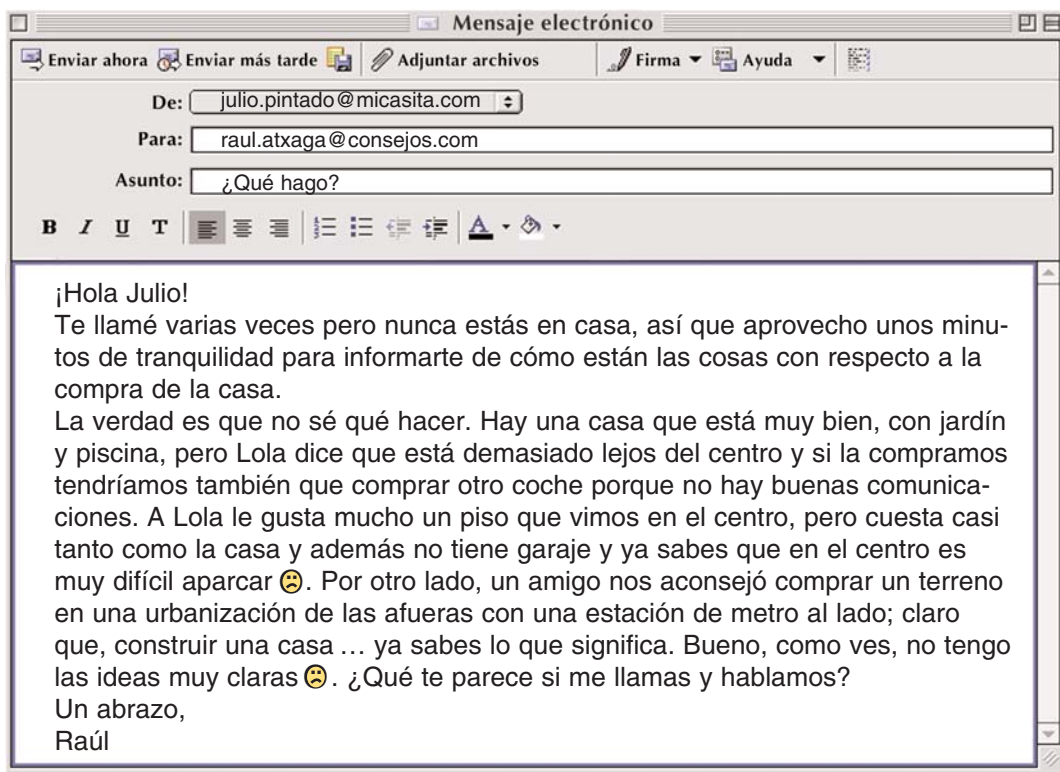 Mensaje electrónico
Enviar ahora Enviar más tarde Adjuntar archivos Firma Ayuda
De: julio.pintado@micasita.com
Para: raul.atxaga@consejos.com
Asunto: ¿Qué hago?
B I U T A
¡Hola Julio!
Te llamé varias veces pero nunca estás en casa, así que aprovecho unos minu-
tos de tranquilidad para informarte de cómo están las cosas con respecto a la
compra de la casa.
La verdad es que no sé qué hacer. Hay una casa que está muy bien, con jardín
y piscina, pero Lola dice que está demasiado lejos del centro y si la compramos
tendríamos también que comprar otro coche porque no hay buenas comunica-
ciones. A Lola le gusta mucho un piso que vimos en el centro, pero cuesta casi
tanto como la casa y además no tiene garaje y ya sabes que en el centro es
muy difícil aparcar ☹. Por otro lado, un amigo nos aconsejó comprar un terreno
en una urbanización de las afueras con una estación de metro al lado; claro
que, construir una casa … ya sabes lo que significa. Bueno, como ves, no tengo
las ideas muy claras ☹. ¿Qué te parece si me llamas y hablamos?
Un abrazo,
Raúl